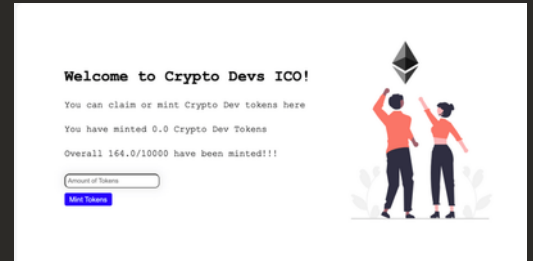 Welcome to Crypto Devs ICO!
You can claim or mint Crypto Dev tokens here
You have minted 0.0 Crypto Dev Tokens
Overall 164.0/10000 have been minted!!!
Amount of Tokens
Mint Tokens